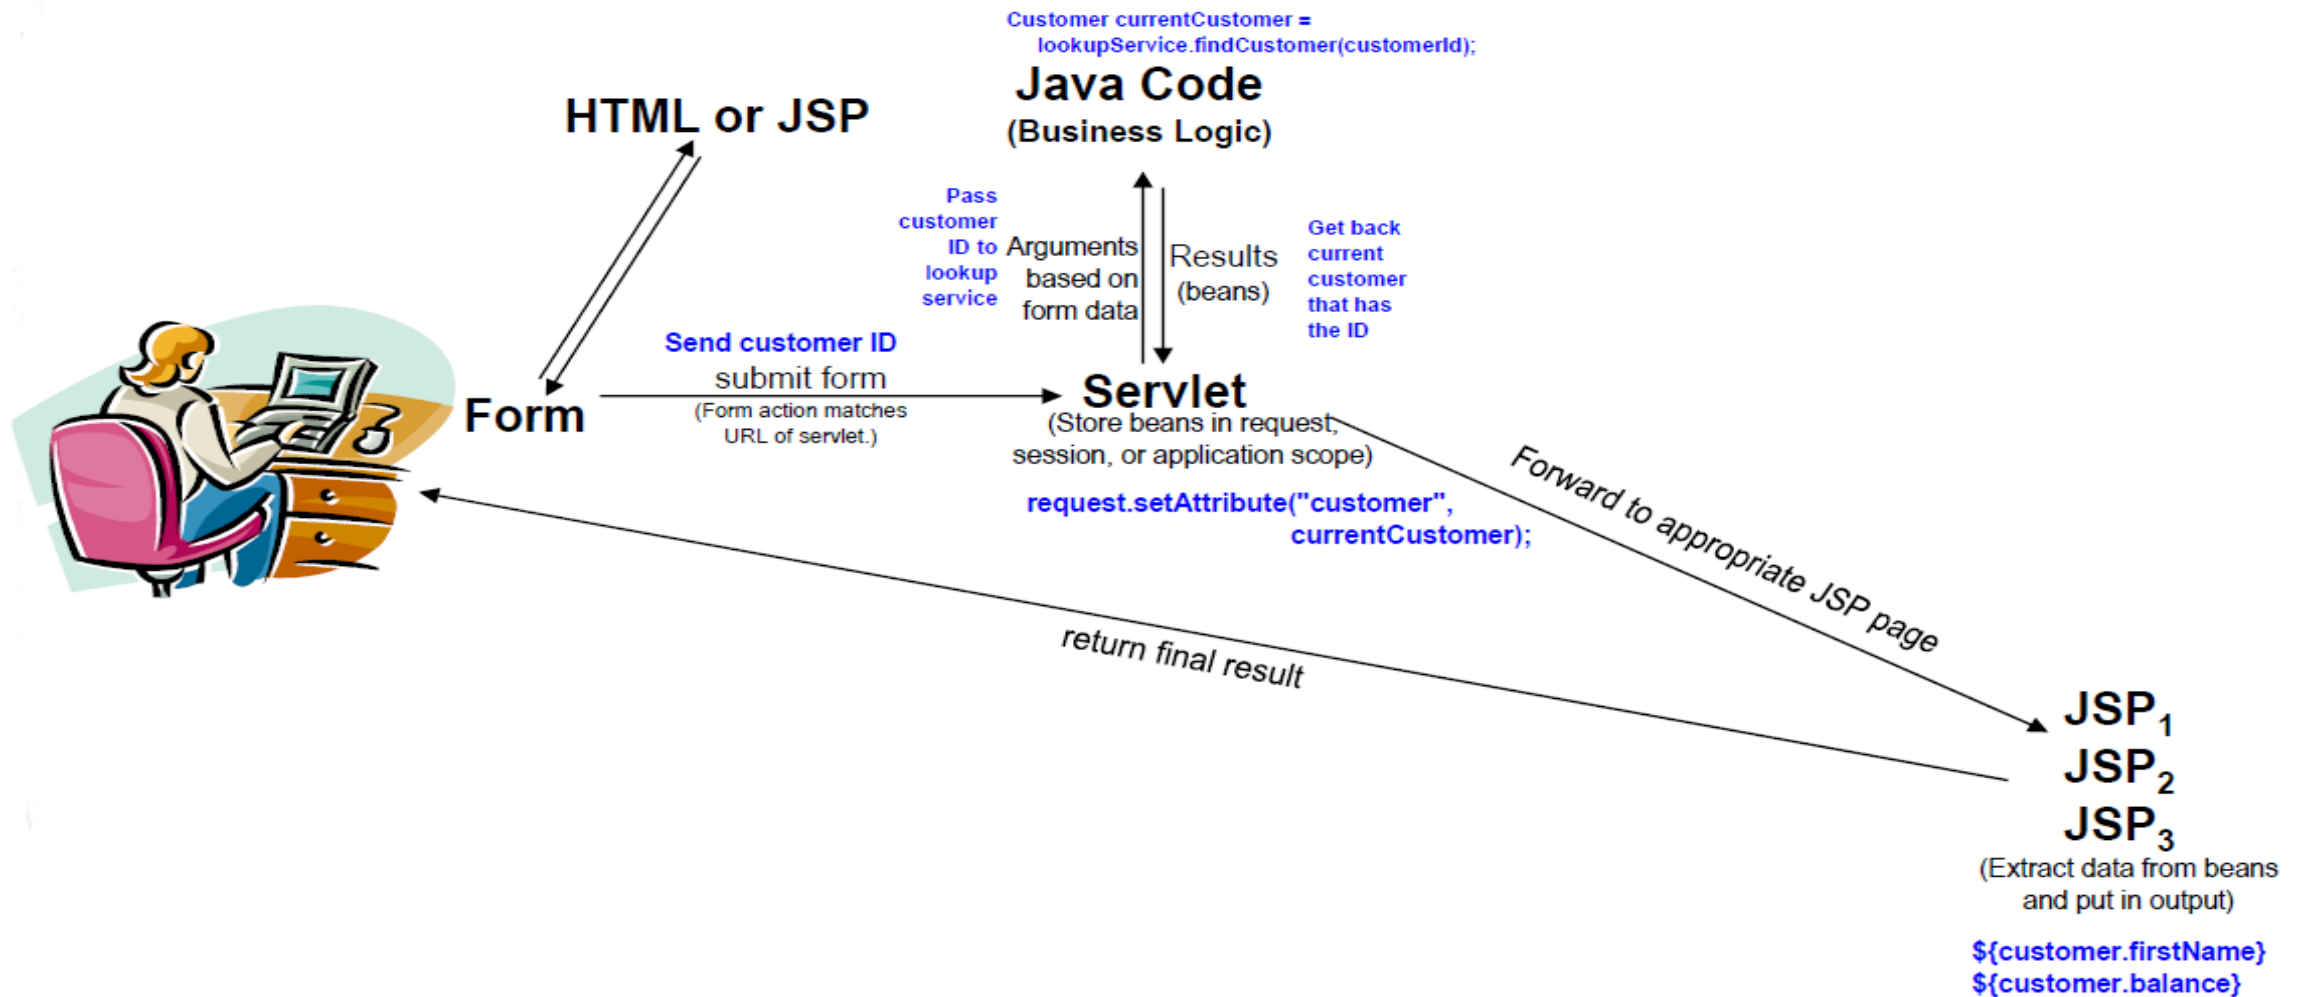 Customer currentCustomer =
lookupService.findCustomer(customerId);
Java Code
(Business Logic)
HTML or JSP
Pass
customer
ID to
lookup
service
Arguments
based on
form data
Results
(beans)
Get back
current
customer
that has
the ID
Send customer ID
submit form
(Form action matches
URL of servlet.)
Form
Servlet
(Store beans in request,
session, or application scope)
request.setAttribute("customer",
currentCustomer);
Forward to appropriate JSP page
return final result
JSP1
JSP2
JSP3
(Extract data from beans
and put in output)
${customer.firstName}
${customer.balance}